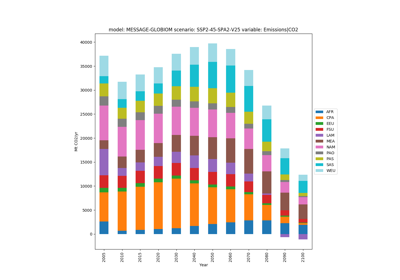 model: MESSAGE-GLOBIOM scenario: SSP2-45-SPA2-V25 variable: Emissions|CO2
40000
35000
30000
25000
20000
15000
10000
5000
0
Mt CO2/yr
2005
2010
2015
2020
2030
2040
2050
2060
2070
2080
2090
2100
Year
AFR
CPA
EEU
FSU
LAM
MEA
NAM
PAO
PAS
SAS
WEU